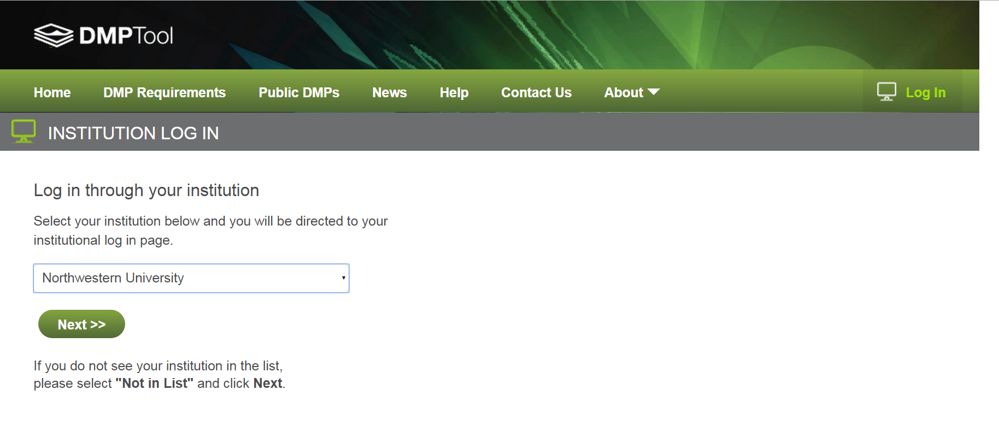 DMPTool
Home DMP Requirements Public DMPs News Help Contact Us About Log In
INSTITUTION LOG IN
Log in through your institution
Select your institution below and you will be directed to your
institutional log in page.
Northwestern University
Next >>
If you do not see your institution in the list,
please select "Not in List" and click Next.